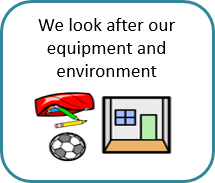 We look after our
equipment and
environment